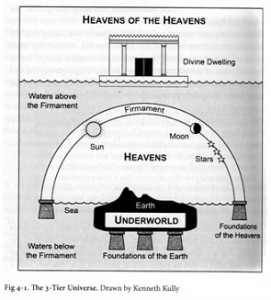 HEAVENS OF THE HEAVENS
Divine Dwelling
Waters above
the Firmament
Firmament
Sun
Moon
Stars
HEAVENS
Earth
Sea
UNDERWORLD
Waters below
the Firmament
Foundations of the Earth
Foundations
of the Heavens
Fig 4-1. The 3-Tier Universe. Drawn by Kenneth Kully